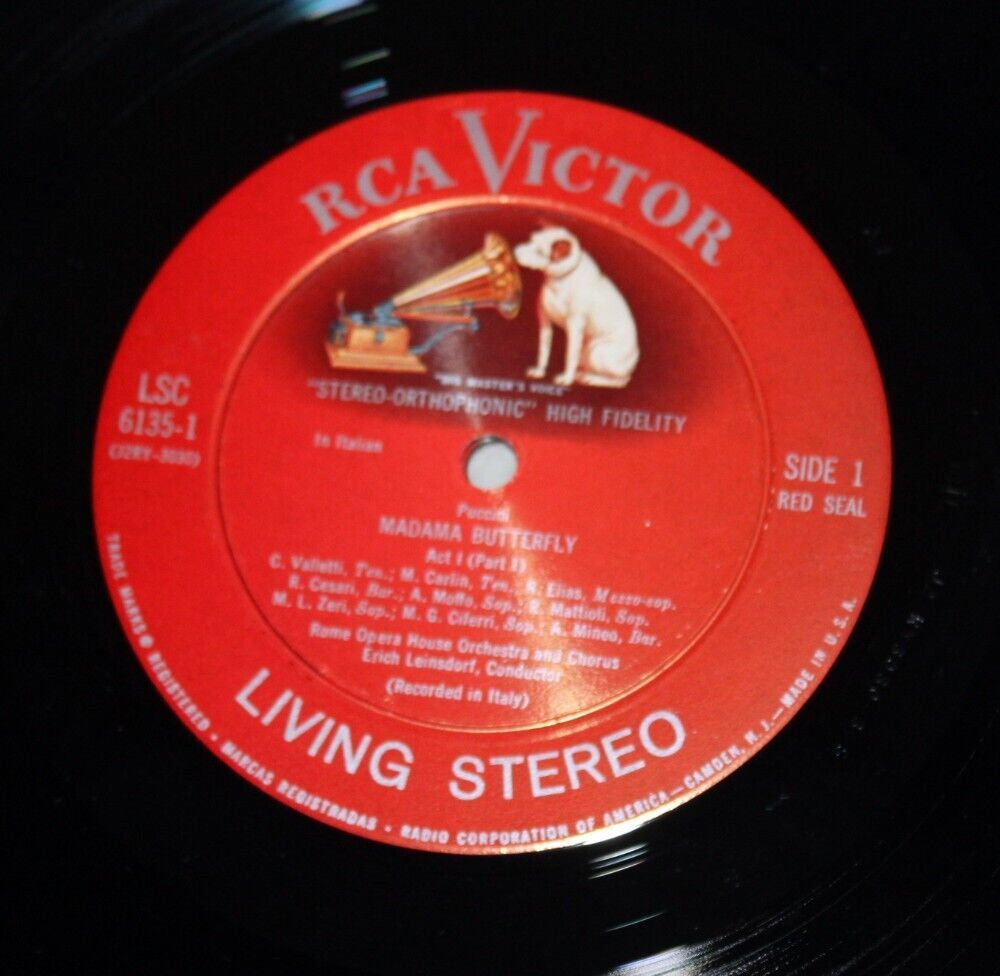 RCA VICTOR
"HIS MASTER'S VOICE"
"STEREO-ORTHOPHONIC" HIGH FIDELITY
LSC
6135-1
(J2RY-3030)
In Italian
SIDE 1
RED SEAL
Puccini
MADAMA BUTTERFLY
Act I (Part I)
C. Valletti, Ten.; M. Carlin, Ten.; R. Elias, Mezzo-sop.
R. Cesari, Bar.; A. Moffo, Sop.; R. Mattioli, Sop.
M. L. Zeri, Sop.; M. G. Ciferri, Sop.; A. Mineo, Bar.
Rome Opera House Orchestra and Chorus
Erich Leinsdorf, Conductor
(Recorded in Italy)
LIVING STEREO
TRADE MARKS ® REGISTERED • MARCAS REGISTRADAS • RADIO CORPORATION OF AMERICA—CAMDEN, N. J.—MADE IN U.S.A.